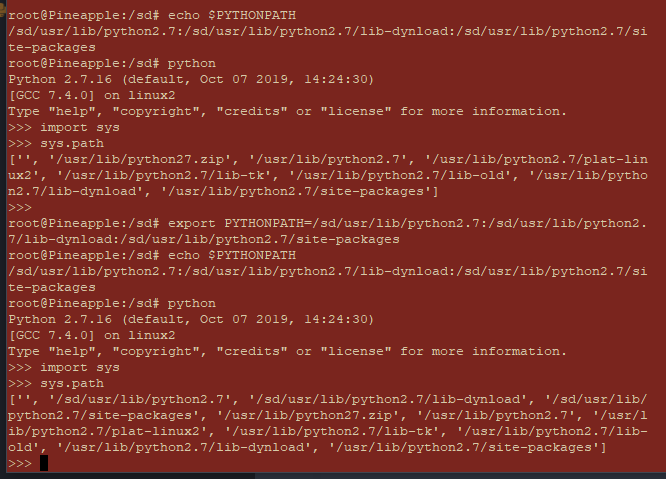 root@Pineapple:/sd# echo $PYTHONPATH
/sd/usr/lib/python2.7:/sd/usr/lib/python2.7/lib-dynload:/sd/usr/lib/python2.7/si
te-packages
root@Pineapple:/sd# python
Python 2.7.16 (default, Oct 07 2019, 14:24:30)
[GCC 7.4.0] on linux2
Type "help", "copyright", "credits" or "license" for more information.
>>> import sys
>>> sys.path
['', '/usr/lib/python27.zip', '/usr/lib/python2.7', '/usr/lib/python2.7/plat-lin
ux2', '/usr/lib/python2.7/lib-tk', '/usr/lib/python2.7/lib-old', '/usr/lib/pytho
n2.7/lib-dynload', '/usr/lib/python2.7/site-packages']
>>>
root@Pineapple:/sd# export PYTHONPATH=/sd/usr/lib/python2.7:/sd/usr/lib/python2.
7/lib-dynload:/sd/usr/lib/python2.7/site-packages
root@Pineapple:/sd# echo $PYTHONPATH
/sd/usr/lib/python2.7:/sd/usr/lib/python2.7/lib-dynload:/sd/usr/lib/python2.7/si
te-packages
root@Pineapple:/sd# python
Python 2.7.16 (default, Oct 07 2019, 14:24:30)
[GCC 7.4.0] on linux2
Type "help", "copyright", "credits" or "license" for more information.
>>> import sys
>>> sys.path
['', '/sd/usr/lib/python2.7', '/sd/usr/lib/python2.7/lib-dynload', '/sd/usr/lib/
python2.7/site-packages', '/usr/lib/python27.zip', '/usr/lib/python2.7', '/usr/l
ib/python2.7/plat-linux2', '/usr/lib/python2.7/lib-tk', '/usr/lib/python2.7/lib-
old', '/usr/lib/python2.7/lib-dynload', '/usr/lib/python2.7/site-packages']
>>>